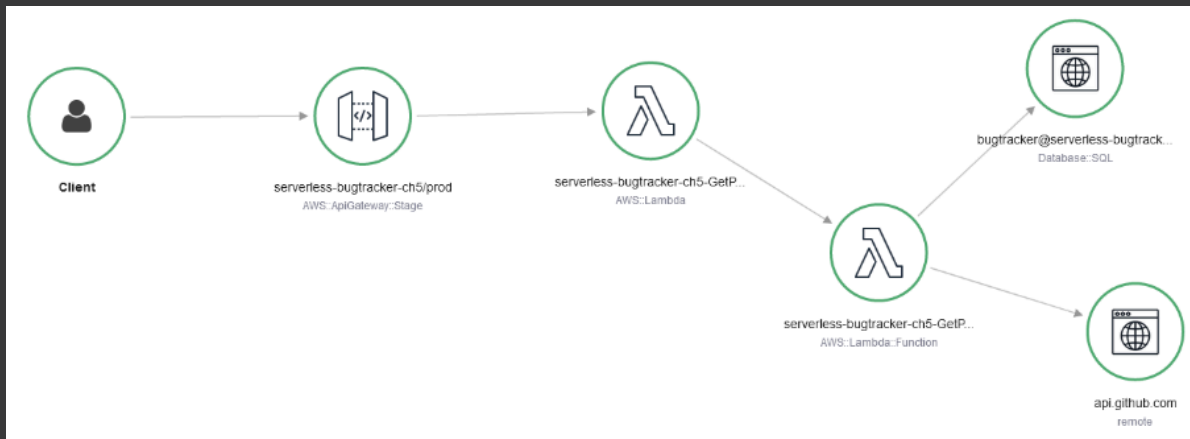 Client
serverless-bugtracker-ch5/prod
AWS::ApiGateway::Stage
serverless-bugtracker-ch5-GetP...
AWS::Lambda
bugtracker@serverless-bugtrack...
Database::SQL
serverless-bugtracker-ch5-GetP...
AWS::Lambda::Function
api.github.com
remote